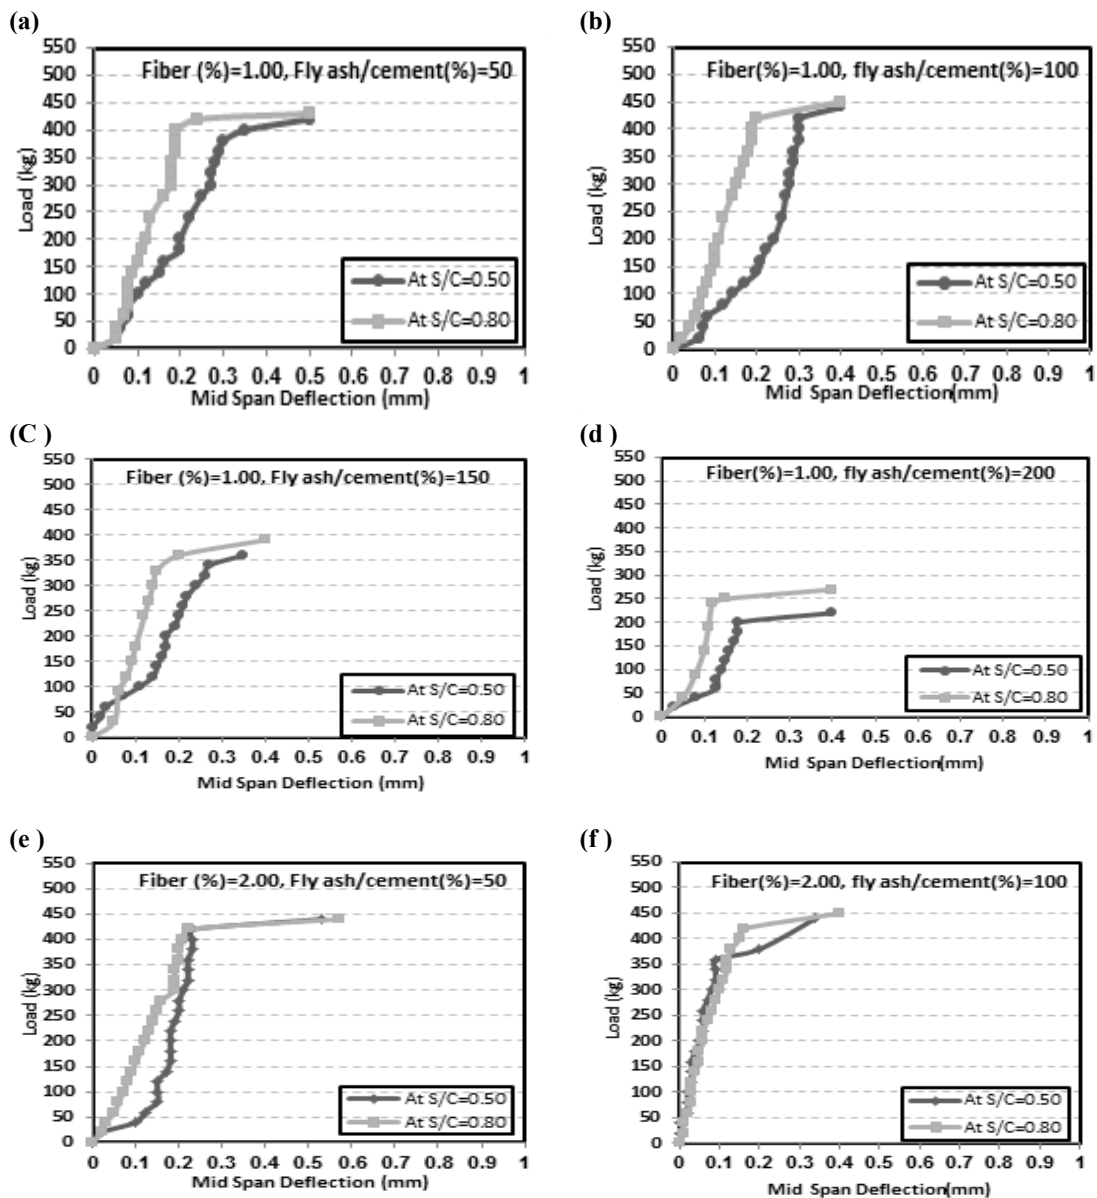 (a)
Fiber (%)=1.00, Fly ash/cement(%)=50
Load (kg)
550
500
450
400
350
300
250
200
150
100
50
0
At S/C=0.50
At S/C=0.80
0 0.1 0.2 0.3 0.4 0.5 0.6 0.7 0.8 0.9 1
Mid Span Deflection (mm)
(b)
Fiber(%)=1.00, fly ash/cement(%)=100
Load (kg)
550
500
450
400
350
300
250
200
150
100
50
0
At S/C=0.50
At S/C=0.80
0 0.1 0.2 0.3 0.4 0.5 0.6 0.7 0.8 0.9 1
Mid Span Deflection(mm)
(C )
Fiber (%)=1.00, Fly ash/cement(%)=150
Load (kg)
550
500
450
400
350
300
250
200
150
100
50
0
At S/C=0.50
At S/C=0.80
0 0.1 0.2 0.3 0.4 0.5 0.6 0.7 0.8 0.9 1
Mid Span Deflection (mm)
(d )
Fiber(%)=1.00, fly ash/cement(%)=200
Load (kg)
550
500
450
400
350
300
250
200
150
100
50
0
At S/C=0.50
At S/C=0.80
0 0.1 0.2 0.3 0.4 0.5 0.6 0.7 0.8 0.9 1
Mid Span Deflection(mm)
(e )
Fiber (%)=2.00, Fly ash/cement(%)=50
Load (kg)
550
500
450
400
350
300
250
200
150
100
50
0
At S/C=0.50
At S/C=0.80
0 0.1 0.2 0.3 0.4 0.5 0.6 0.7 0.8 0.9 1
Mid Span Deflection (mm)
(f )
Fiber(%)=2.00, fly ash/cement(%)=100
Load (kg)
550
500
450
400
350
300
250
200
150
100
50
0
At S/C=0.50
At S/C=0.80
0 0.1 0.2 0.3 0.4 0.5 0.6 0.7 0.8 0.9 1
Mid Span Deflection(mm)